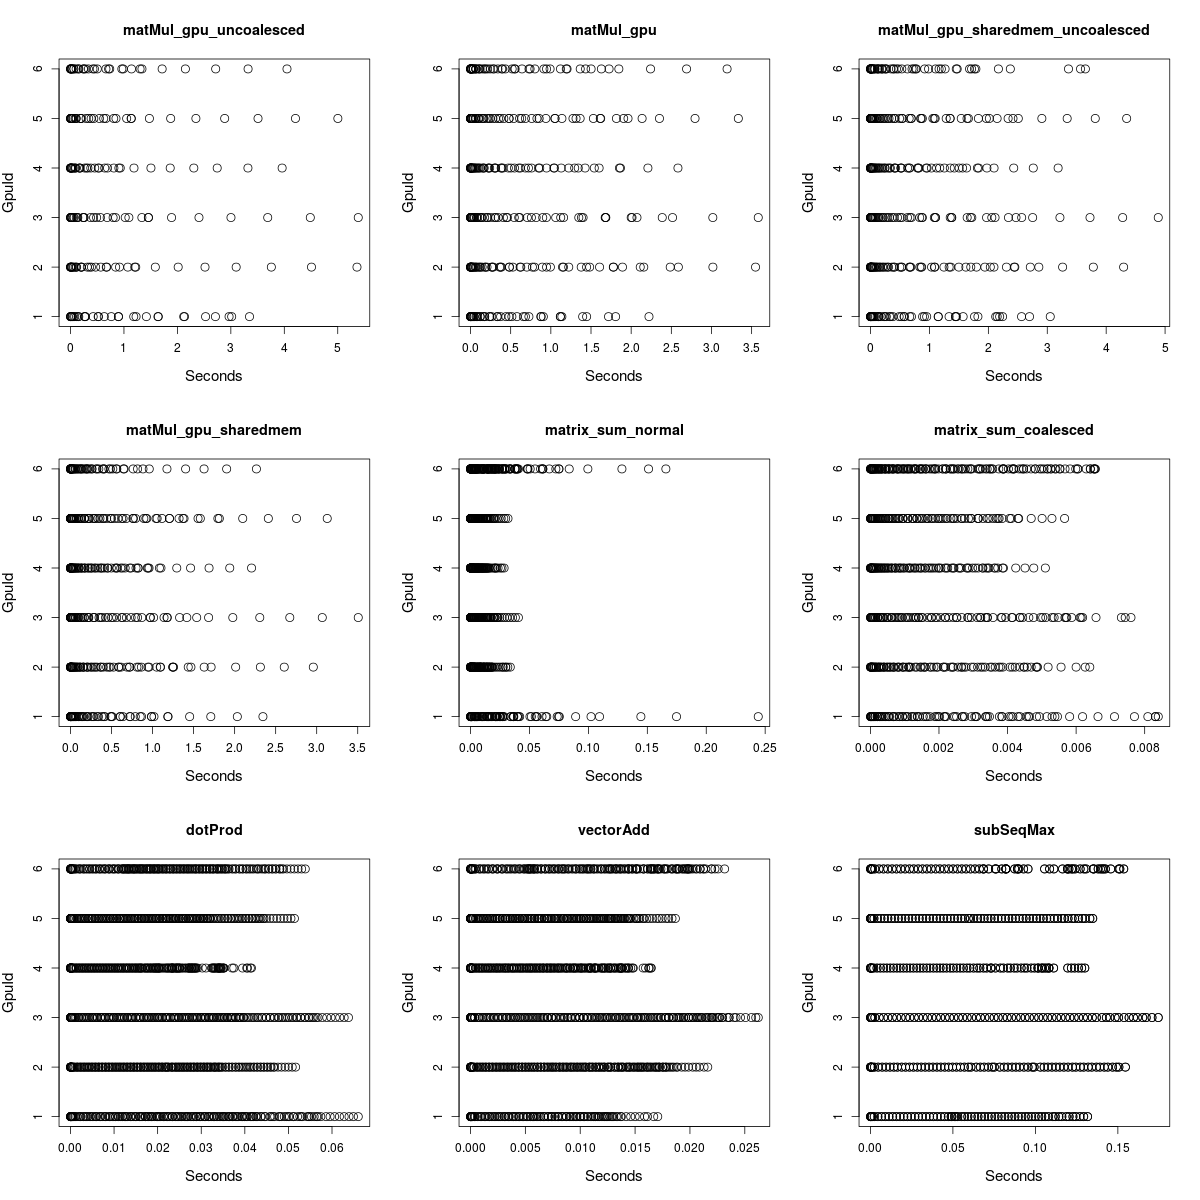 matMul_gpu_uncoalesced
GpuId
6
5
4
3
2
1
0 1 2 3 4 5
Seconds
matMul_gpu
GpuId
6
5
4
3
2
1
0.0 0.5 1.0 1.5 2.0 2.5 3.0 3.5
Seconds
matMul_gpu_sharedmem_uncoalesced
GpuId
6
5
4
3
2
1
0 1 2 3 4 5
Seconds
matMul_gpu_sharedmem
GpuId
6
5
4
3
2
1
0.0 0.5 1.0 1.5 2.0 2.5 3.0 3.5
Seconds
matrix_sum_normal
GpuId
6
5
4
3
2
1
0.00 0.05 0.10 0.15 0.20 0.25
Seconds
matrix_sum_coalesced
GpuId
6
5
4
3
2
1
0.000 0.002 0.004 0.006 0.008
Seconds
dotProd
GpuId
6
5
4
3
2
1
0.00 0.01 0.02 0.03 0.04 0.05 0.06
Seconds
vectorAdd
GpuId
6
5
4
3
2
1
0.000 0.005 0.010 0.015 0.020 0.025
Seconds
subSeqMax
GpuId
6
5
4
3
2
1
0.00 0.05 0.10 0.15
Seconds